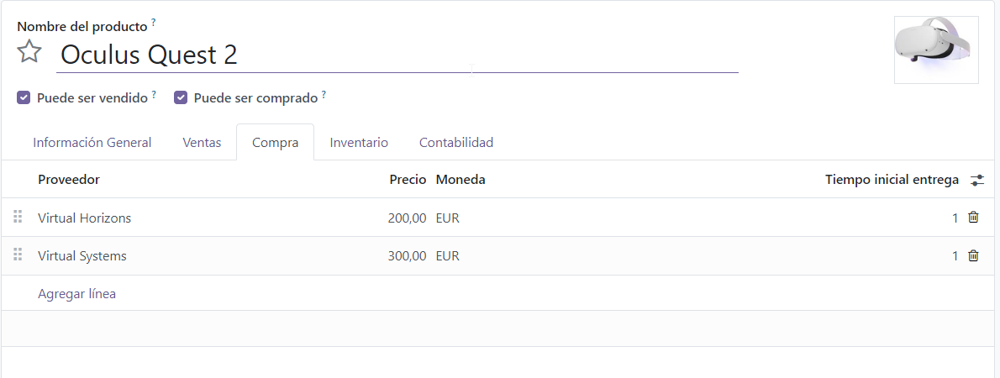 Nombre del producto ?
Oculus Quest 2
Puede ser vendido ? Puede ser comprado ?
Información General Ventas Compra Inventario Contabilidad
Proveedor Precio Moneda Tiempo inicial entrega
Virtual Horizons 200,00 EUR 1
Virtual Systems 300,00 EUR 1
Agregar línea